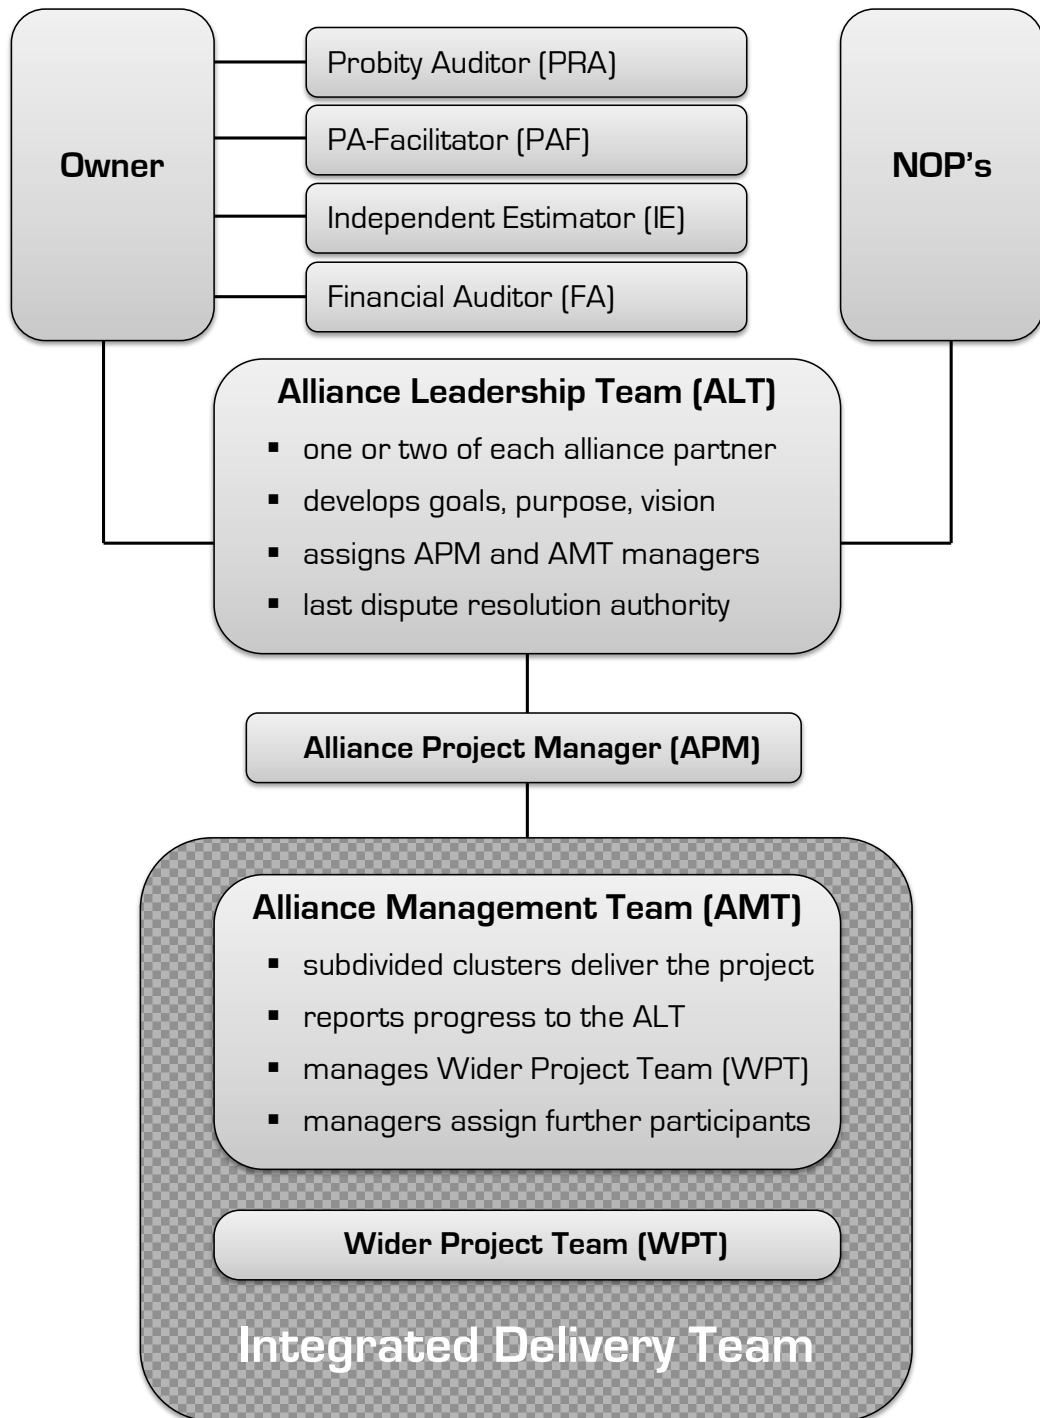 Owner
Probity Auditor (PRA)
PA-Facilitator (PAF)
Independent Estimator (IE)
Financial Auditor (FA)
NOP's
Alliance Leadership Team (ALT)
▪ one or two of each alliance partner
▪ develops goals, purpose, vision
▪ assigns APM and AMT managers
▪ last dispute resolution authority
Alliance Project Manager (APM)
Alliance Management Team (AMT)
▪ subdivided clusters deliver the project
▪ reports progress to the ALT
▪ manages Wider Project Team (WPT)
▪ managers assign further participants
Wider Project Team (WPT)
Integrated Delivery Team